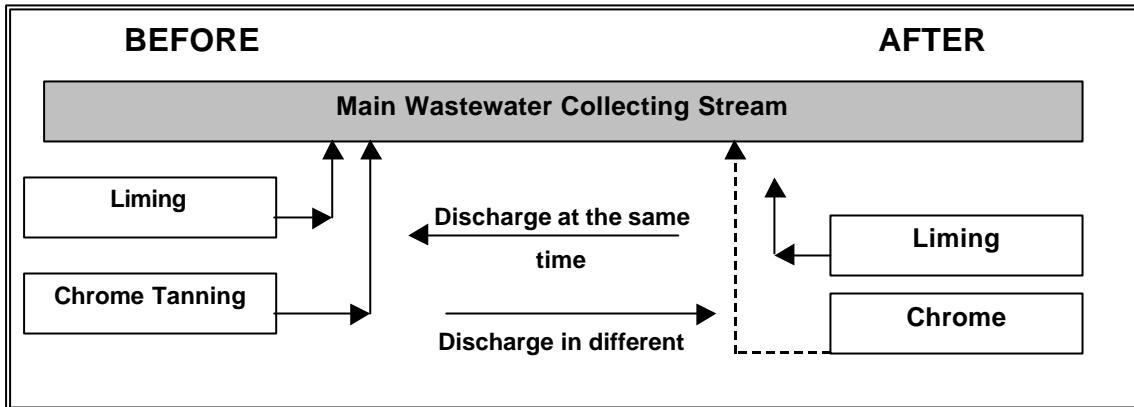 BEFORE
AFTER
Main Wastewater Collecting Stream
Liming
Chrome Tanning
Discharge at the same
time
Discharge in different
Liming
Chrome